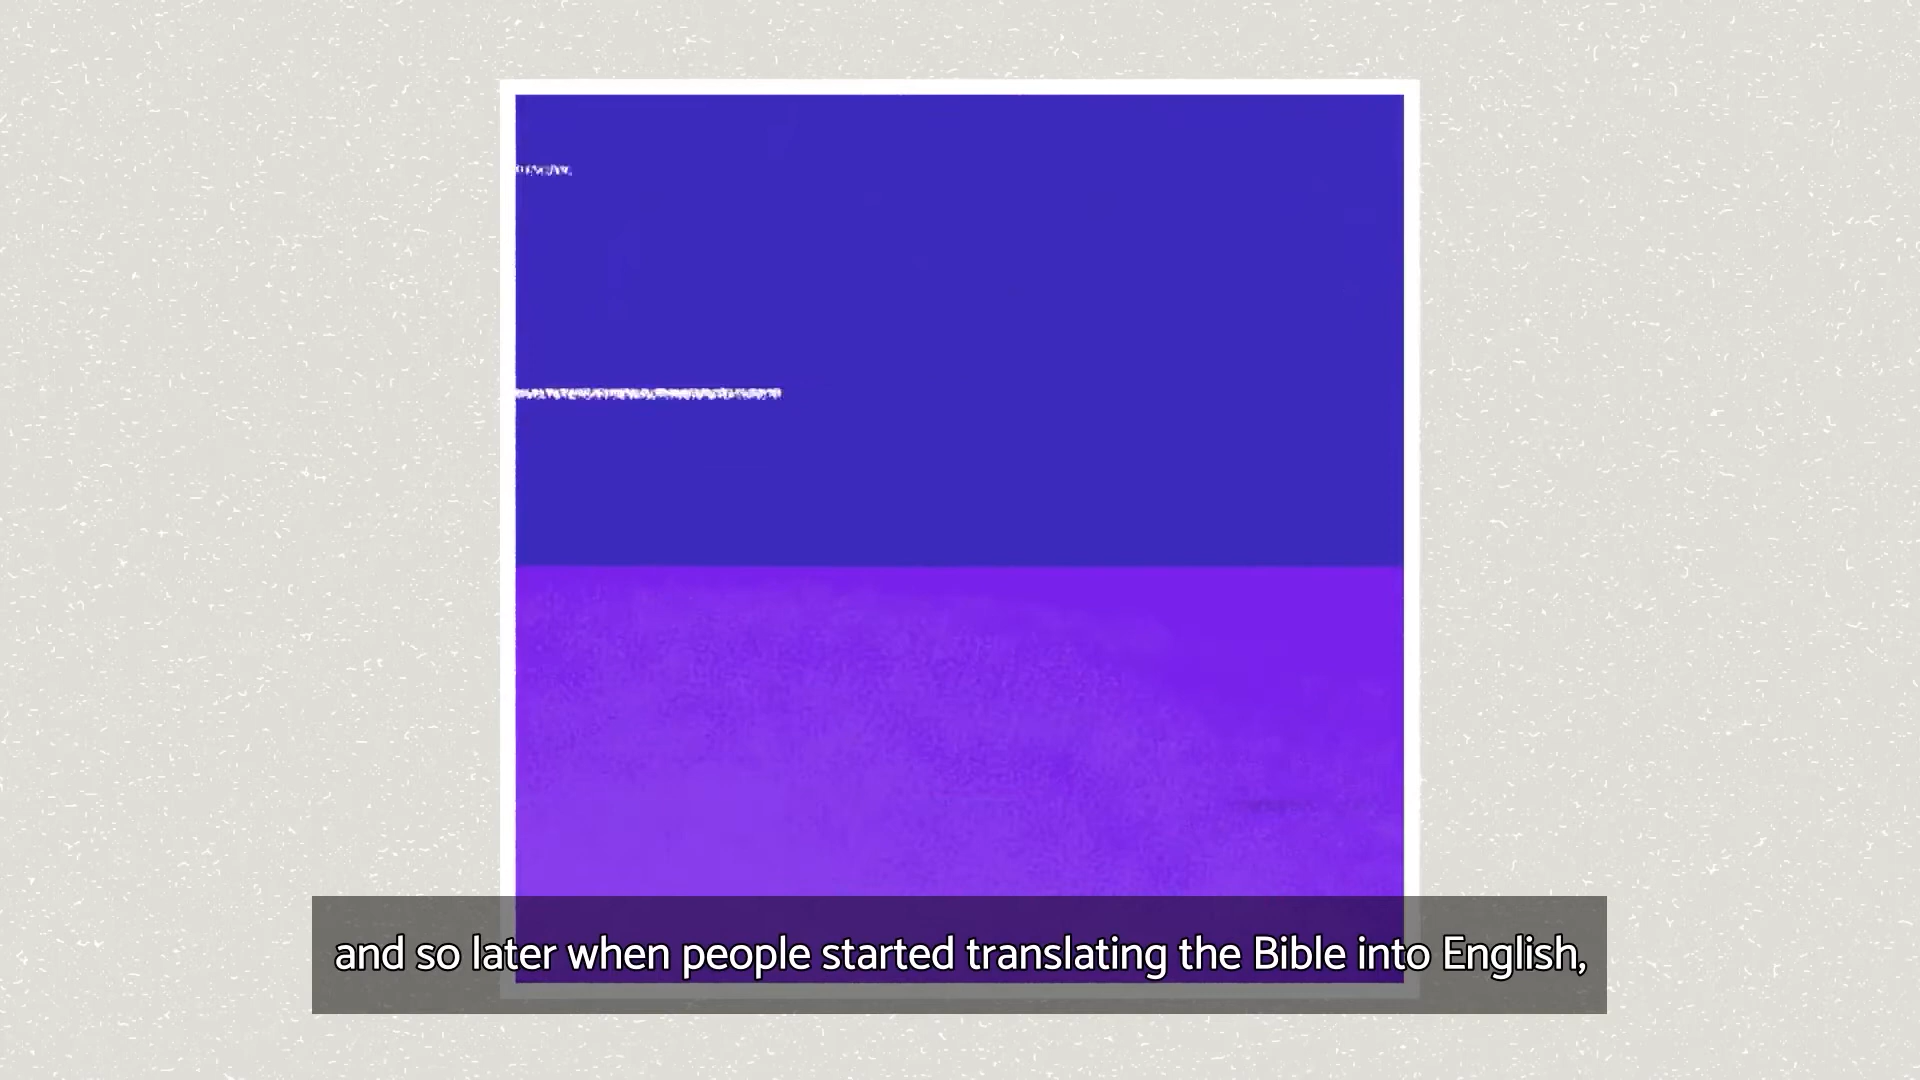 and so later when people started translating the Bible into English,